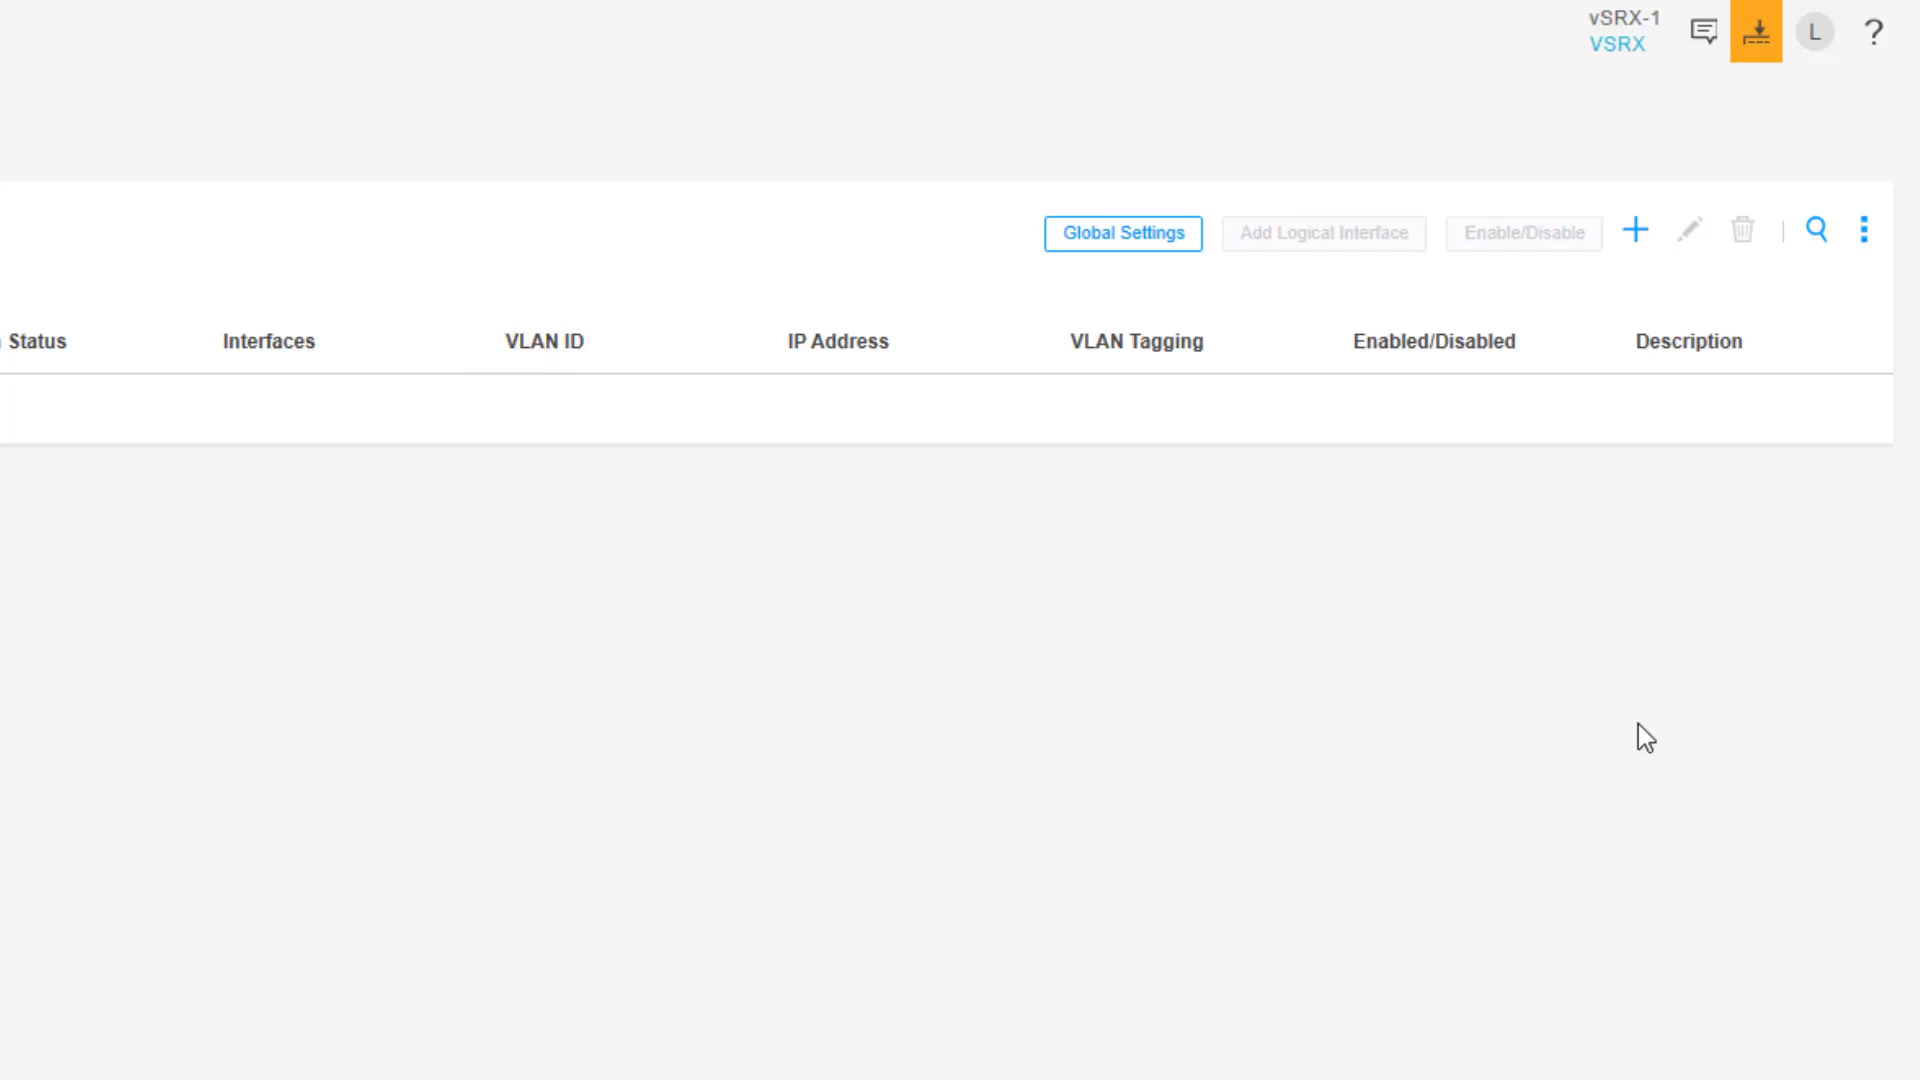 vSRX-1
VSRX
L
?
Global Settings
Add Logical Interface
Enable/Disable
Status Interfaces VLAN ID IP Address VLAN Tagging Enabled/Disabled Description